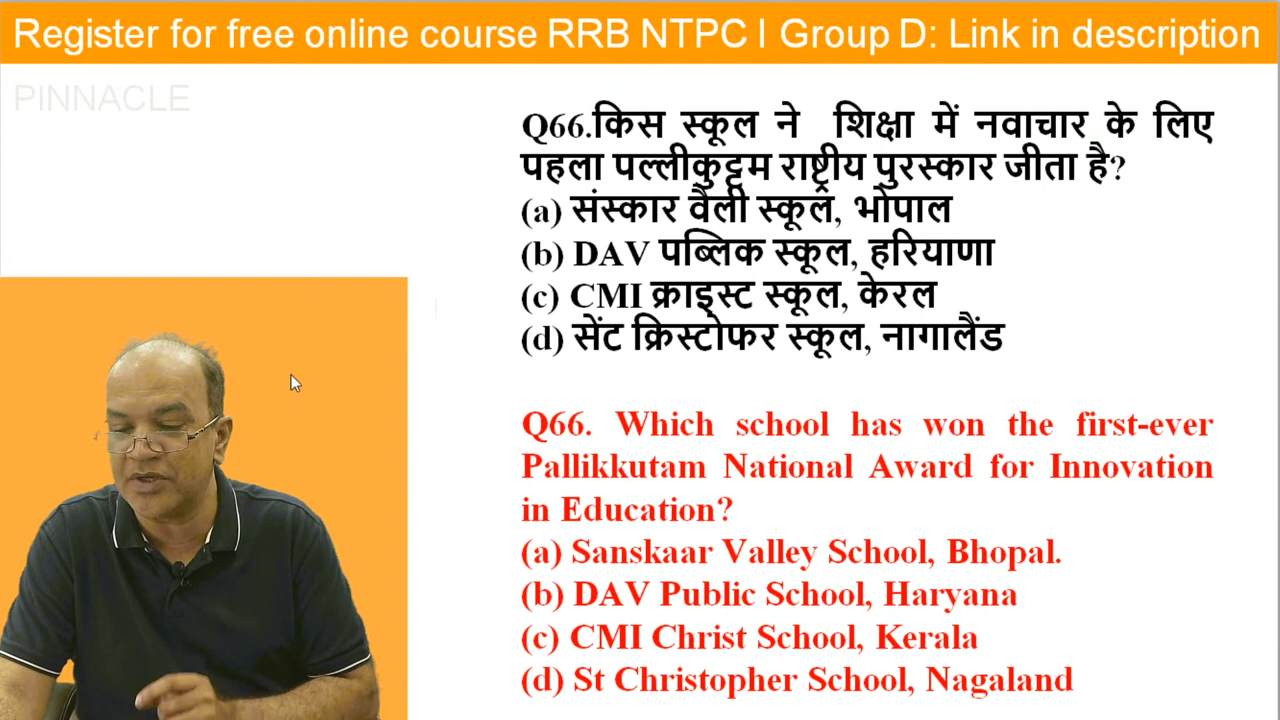 Register for free online course RRB NTPC I Group D: Link in description
PINNACLE
Q66.किस स्कूल ने शिक्षा में नवाचार के लिए
पहला पल्लीकुट्टम राष्ट्रीय पुरस्कार जीता है?
(a) संस्कार वैली स्कूल, भोपाल
(b) DAV पब्लिक स्कूल, हरियाणा
(c) CMI क्राइस्ट स्कूल, केरल
(d) सेंट क्रिस्टोफर स्कूल, नागालैंड
Q66. Which school has won the first-ever
Pallikkutam National Award for Innovation
in Education?
(a) Sanskaar Valley School, Bhopal.
(b) DAV Public School, Haryana
(c) CMI Christ School, Kerala
(d) St Christopher School, Nagaland